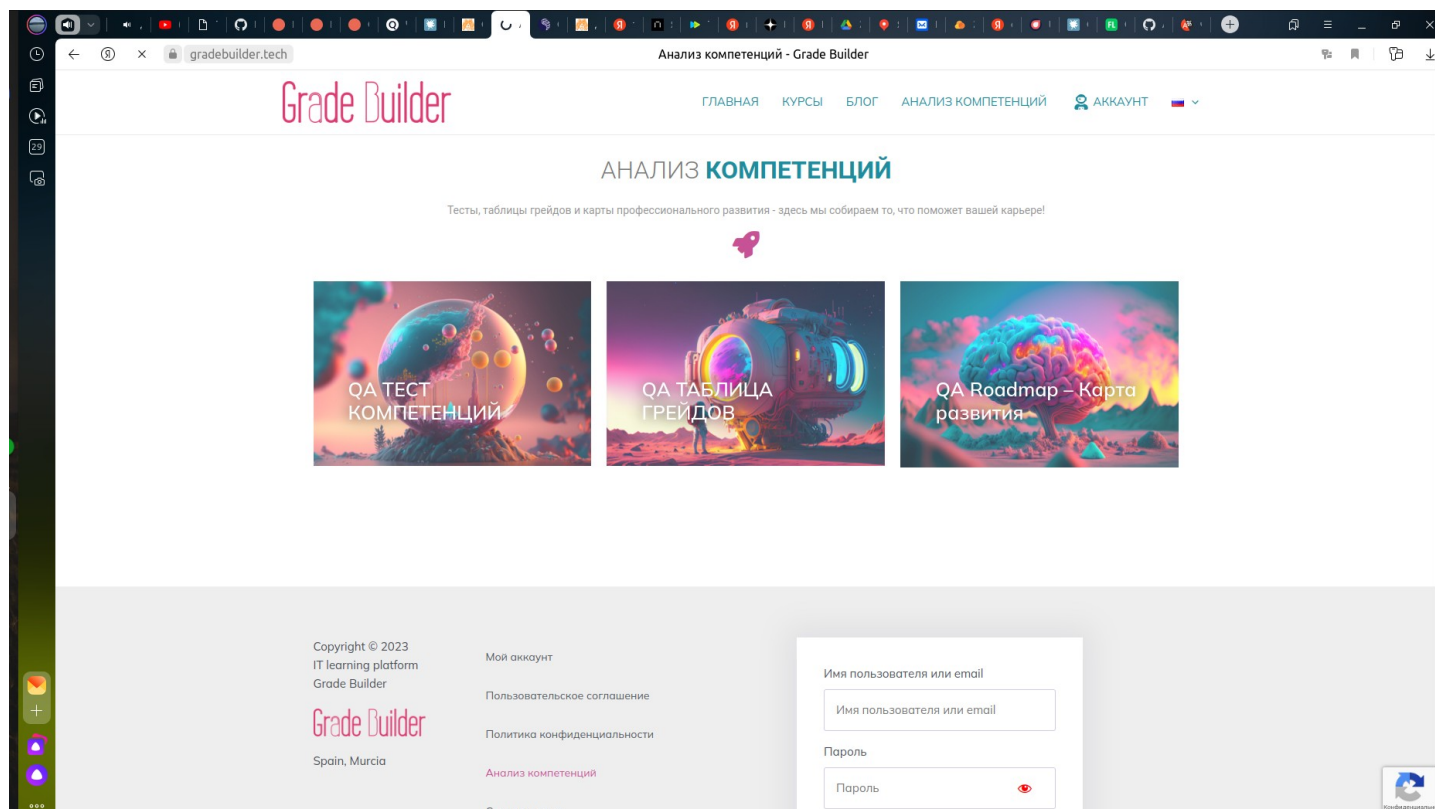 gradebuilder.tech
Анализ компетенций - Grade Builder
Grade Builder
ГЛАВНАЯ КУРСЫ БЛОГ АНАЛИЗ КОМПЕТЕНЦИЙ АККАУНТ
29
АНАЛИЗ КОМПЕТЕНЦИЙ
Тесты, таблицы грейдов и карты профессионального развития - здесь мы собираем то, что поможет вашей карьере!
QA ТЕСТ
КОМПЕТЕНЦИЙ
QA ТАБЛИЦА
ГРЕЙДОВ
QA Roadmap – Карта
развития
Copyright © 2023
IT learning platform
Grade Builder
Grade Builder
Spain, Murcia
Мой аккаунт
Пользовательское соглашение
Политика конфиденциальности
Анализ компетенций
Имя пользователя или email
Имя пользователя или email
Пароль
Пароль